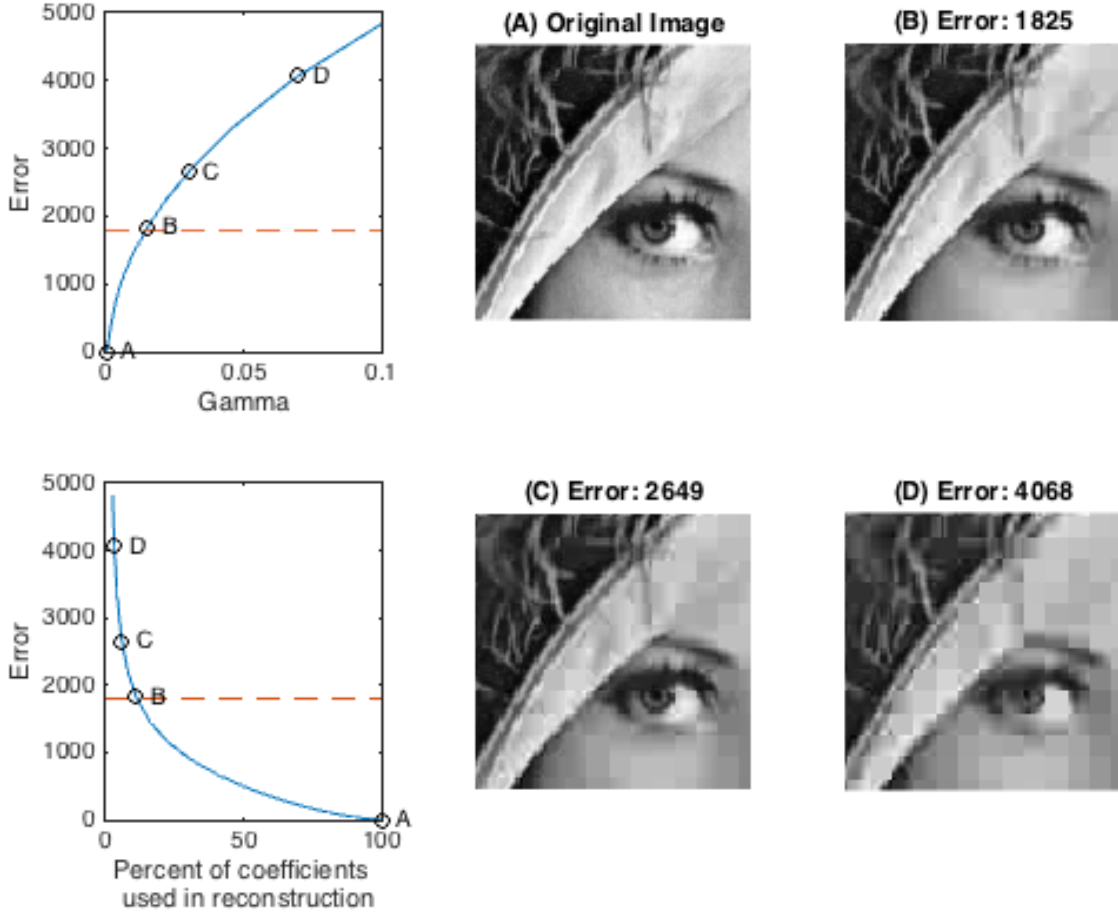 5000
4000
3000
2000
1000
0
Error
D
C
B
A
0
0.05
0.1
Gamma
(A) Original Image
(B) Error: 1825
5000
4000
3000
2000
1000
0
Error
D
C
B
A
0
50
100
Percent of coefficients
used in reconstruction
(C) Error: 2649
(D) Error: 4068